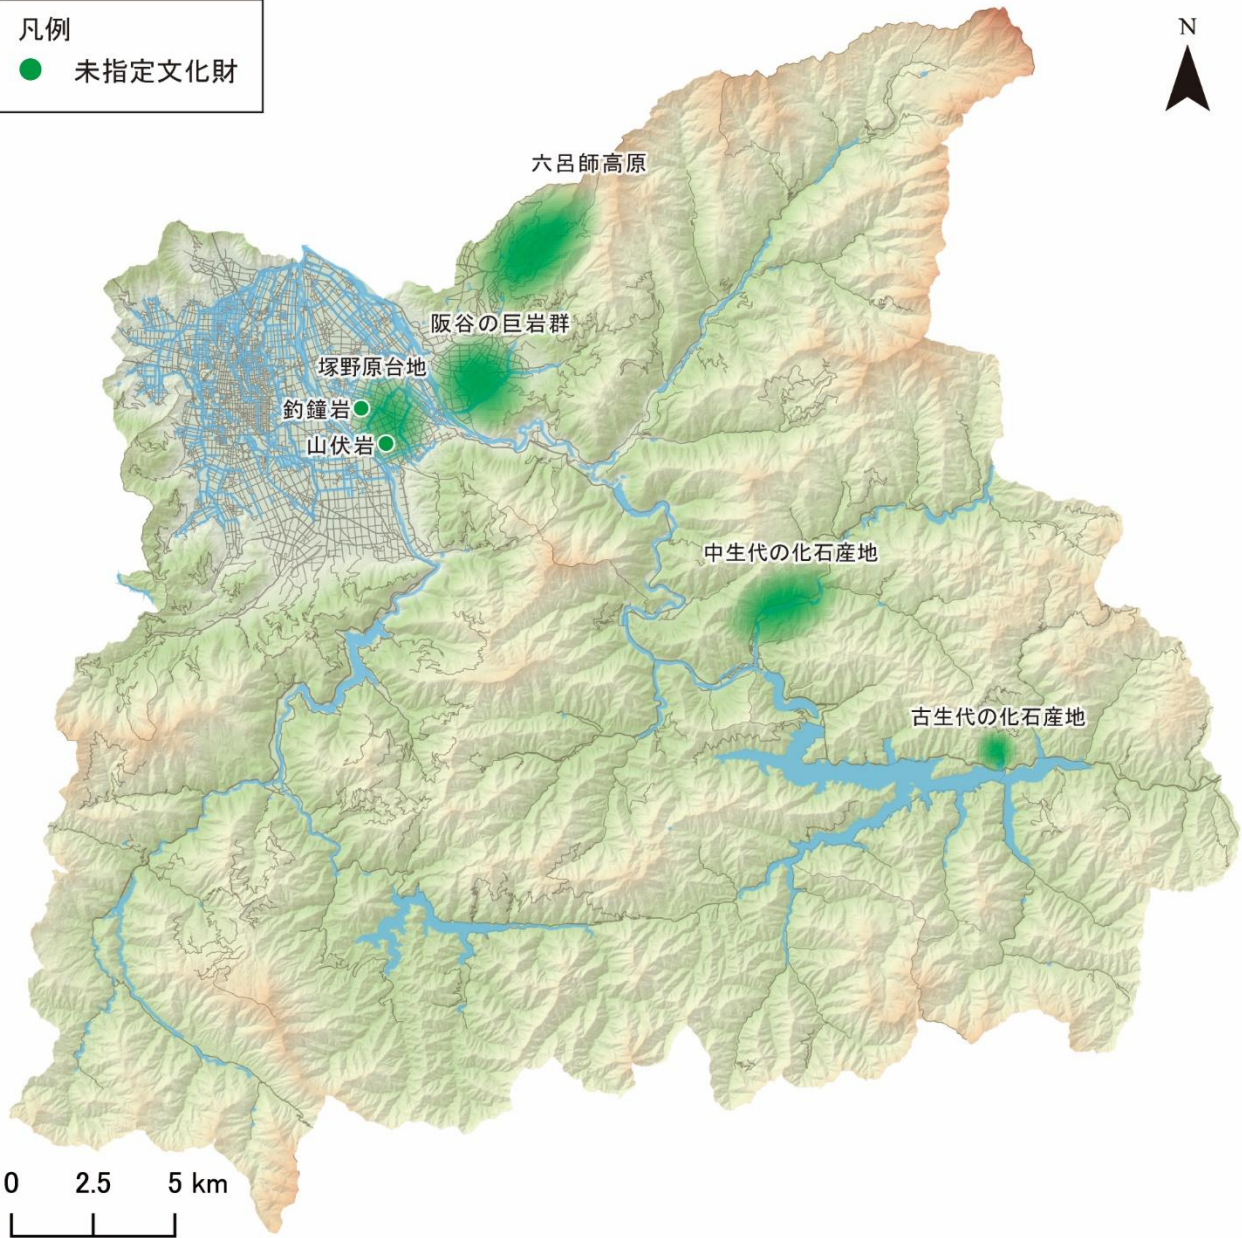 凡例
未指定文化財
N
六呂師高原
阪谷の巨岩群
塚野原台地
釣鐘岩
山伏岩
中生代の化石産地
古生代の化石産地
0 2.5 5 km